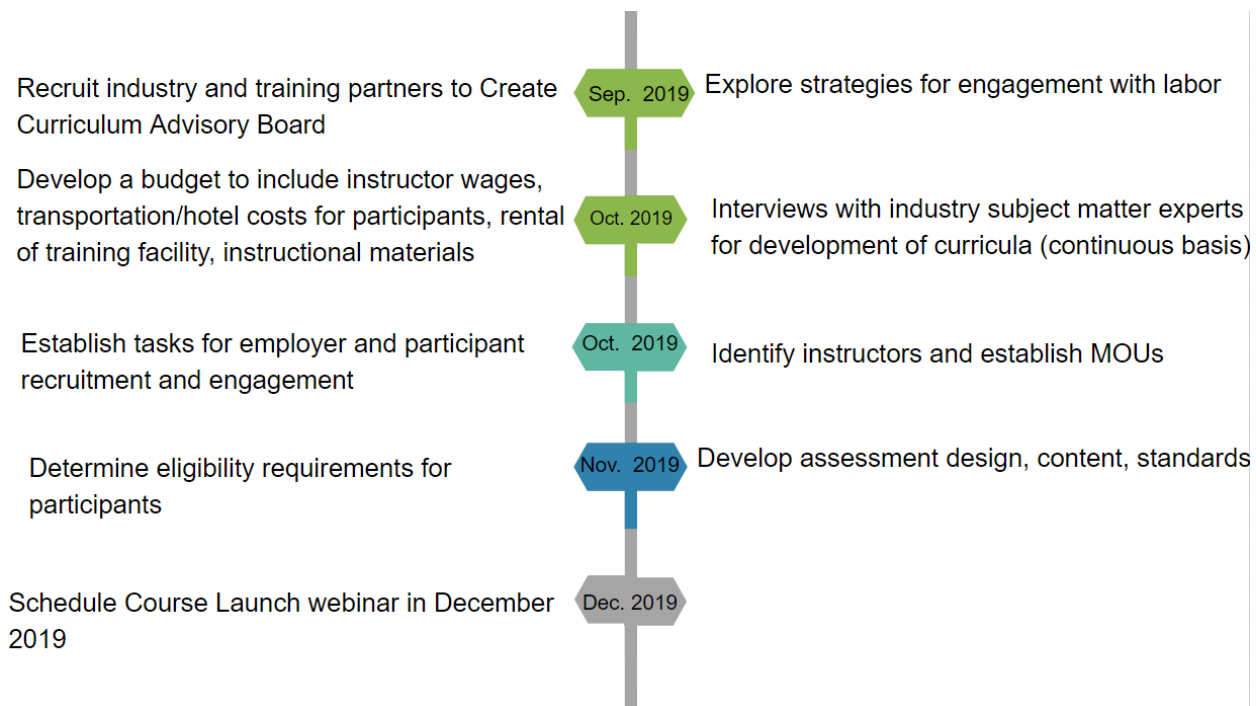 Recruit industry and training partners to Create
Curriculum Advisory Board
Sep. 2019
Explore strategies for engagement with labor
Develop a budget to include instructor wages,
transportation/hotel costs for participants, rental
of training facility, instructional materials
Oct. 2019
Interviews with industry subject matter experts
for development of curricula (continuous basis)
Establish tasks for employer and participant
recruitment and engagement
Oct. 2019
Identify instructors and establish MOUs
Determine eligibility requirements for
participants
Nov. 2019
Develop assessment design, content, standards
Schedule Course Launch webinar in December
2019
Dec. 2019